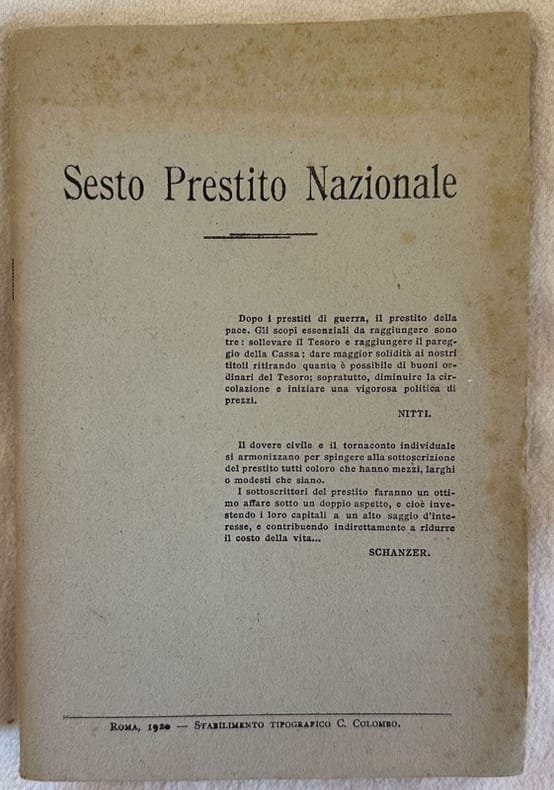 Sesto Prestito Nazionale
Dopo i prestiti di guerra, il prestito della
pace. Gli scopi essenziali da raggiungere sono
tre: sollevare il Tesoro e raggiungere il pareg-
gio della Cassa; dare maggior solidità ai nostri
titoli ritirando quanto è possibile di buoni or-
dinari del Tesoro; sopratutto, diminuire la cir-
colazione e iniziare una vigorosa politica di
prezzi.
NITTI.
Il dovere civile e il tornaconto individuale
si armonizzano per spingere alla sottoscrizione
del prestito tutti coloro che hanno mezzi, larghi
o modesti che siano.
I sottoscrittori del prestito faranno un otti-
mo affare sotto un doppio aspetto, e cioè inve-
stendo i loro capitali a un alto saggio d'inte-
resse, e contribuendo indirettamente a ridurre
il costo della vita...
SCHANZER.
ROMA, 1920 — STABILIMENTO TIPOGRAFICO C. COLOMBO.